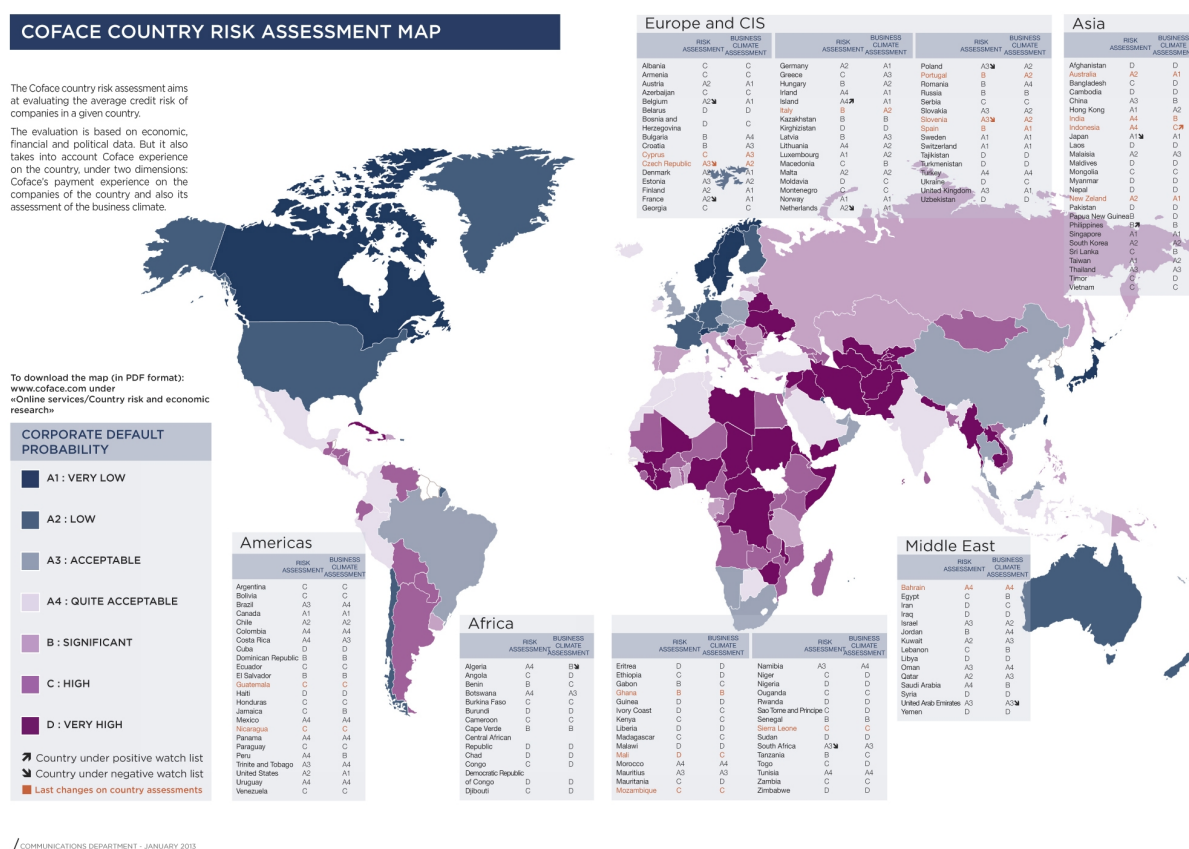 COFACE COUNTRY RISK ASSESSMENT MAP
The Coface country risk assessment aims
at evaluating the average credit risk of
companies in a given country.
The evaluation is based on economic,
financial and political data. But it also
takes into account Coface experience
on the country, under two dimensions:
Coface's payment experience on the
companies of the country and also its
assessment of the business climate.
To download the map (in PDF format):
www.coface.com under
«Online services/Country risk and economic
research»
CORPORATE DEFAULT
PROBABILITY
A1 : VERY LOW
A2 : LOW
A3 : ACCEPTABLE
A4 : QUITE ACCEPTABLE
B : SIGNIFICANT
C : HIGH
D : VERY HIGH
↗ Country under positive watch list
↘ Country under negative watch list
Last changes on country assessments
Americas
RISK ASSESSMENT BUSINESS CLIMATE ASSESSMENT
Argentina C C
Bolivia C C
Brazil A3 A4
Canada A1 A1
Chile A2 A2
Colombia A4 A4
Costa Rica A4 A3
Cuba D D
Dominican Republic B B
Ecuador C C
El Salvador B B
Guatemala C C
Haiti D D
Honduras C C
Jamaica C B
Mexico A4 A4
Nicaragua C C
Panama A4 A4
Paraguay C C
Peru A4 B
Trinite and Tobago A3 A4
United States A2 A1
Uruguay A4 A4
Venezuela C C
Africa
RISK ASSESSMENT BUSINESS CLIMATE ASSESSMENT
Algeria A4 B↘
Angola C D
Benin B C
Botswana A4 A3
Burkina Faso C C
Burundi D D
Cameroon C C
Cape Verde B B
Central African
Republic D D
Chad D D
Congo C D
Democratic Republic
of Congo D D
Djibouti C D
RISK ASSESSMENT BUSINESS CLIMATE ASSESSMENT
Eritrea D D
Ethiopia C D
Gabon B C
Ghana B B
Guinea D D
Ivory Coast D C
Kenya C C
Liberia D D
Madagascar C C
Malawi D D
Mali D C
Morocco A4 A4
Mauritius A3 A3
Mauritania C D
Mozambique C C
RISK ASSESSMENT BUSINESS CLIMATE ASSESSMENT
Namibia A3 A4
Niger C D
Nigeria D D
Ouganda C C
Rwanda D D
Sao Tome and Principe C D
Senegal B B
Sierra Leone C C
Sudan D D
South Africa A3↘ A3
Tanzania B C
Togo C D
Tunisia A4 A4
Zambia C C
Zimbabwe D D
Europe and CIS
RISK ASSESSMENT BUSINESS CLIMATE ASSESSMENT
Albania C C
Armenia C C
Austria A2 A1
Azerbaijan C C
Belgium A2↘ A1
Belarus D D
Bosnia and
Herzegovina D C
Bulgaria B A4
Croatia B A3
Cyprus C A3
Czech Republic A3↘ A2
Denmark A2↘ A1
Estonia A3 A2
Finland A2 A1
France A2↘ A1
Georgia C C
RISK ASSESSMENT BUSINESS CLIMATE ASSESSMENT
Germany A2 A1
Greece C A3
Hungary B A2
Irland A4 A1
Island A4↗ A1
Italy B A2
Kazakhstan B B
Kirghizistan D D
Latvia B A3
Lithuania A4 A2
Luxembourg A1 A2
Macedonia C B
Malta A2 A2
Moldavia D C
Montenegro C C
Norway A1 A1
Netherlands A2↘ A1
RISK ASSESSMENT BUSINESS CLIMATE ASSESSMENT
Poland A3↘ A2
Portugal B A2
Romania B A4
Russia B B
Serbia C C
Slovakia A3 A2
Slovenia A3↘ A2
Spain B A1
Sweden A1 A1
Switzerland A1 A1
Tajikistan D D
Turkmenistan D D
Turkey A4 A4
Ukraine D C
United Kingdom A3 A1
Uzbekistan D D
Asia
RISK ASSESSMENT BUSINESS CLIMATE
Afghanistan D D
Australia A2 A1
Bangladesh C D
Cambodia D D
China A3 B
Hong Kong A1 A2
India A4 B
Indonesia A4 C↗
Japan A1↘ A1
Laos D D
Malaisia A2 A3
Maldives D D
Mongolia C C
Myanmar D D
Nepal D D
New Zeland A2 A1
Pakistan D D
Papua New Guinea B D
Philippines B↗ B
Singapore A1 A1
South Korea A2 A2
Sri Lanka C B
Taiwan A1 A2
Thailand A3 A3
Timor C D
Vietnam C C
Middle East
RISK ASSESSMENT BUSINESS CLIMATE ASSESSMENT
Bahrain A4 A4
Egypt C B
Iran D C
Iraq D D
Israel A3 A2
Jordan B A4
Kuwait A2 A3
Lebanon C B
Libya D D
Oman A3 A4
Qatar A2 A3
Saudi Arabia A4 B
Syria D D
United Arab Emirates A3 A3↘
Yemen D D
/ COMMUNICATIONS DEPARTMENT - JANUARY 2013